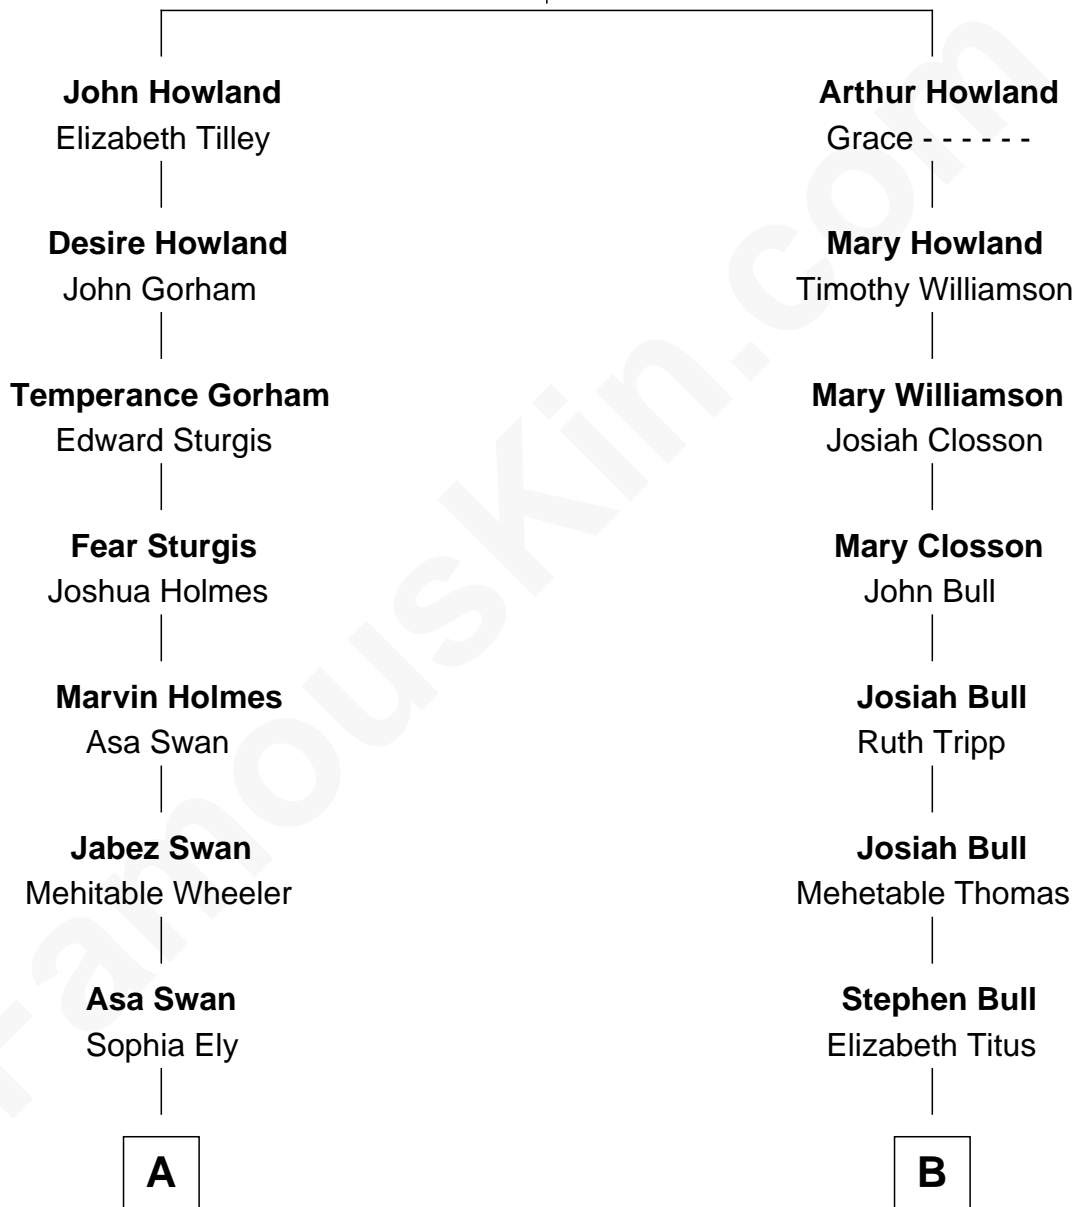 John Howland
Elizabeth Tilley
Desire Howland
John Gorham
Temperance Gorham
Edward Sturgis
Fear Sturgis
Joshua Holmes
Marvin Holmes
Asa Swan
Jabez Swan
Mehitable Wheeler
Asa Swan
Sophia Ely
A
Arthur Howland
Grace - - - - - -
Mary Howland
Timothy Williamson
Mary Williamson
Josiah Closson
Mary Closson
John Bull
Josiah Bull
Ruth Tripp
Josiah Bull
Mehetable Thomas
Stephen Bull
Elizabeth Titus
B
FamousKin.com